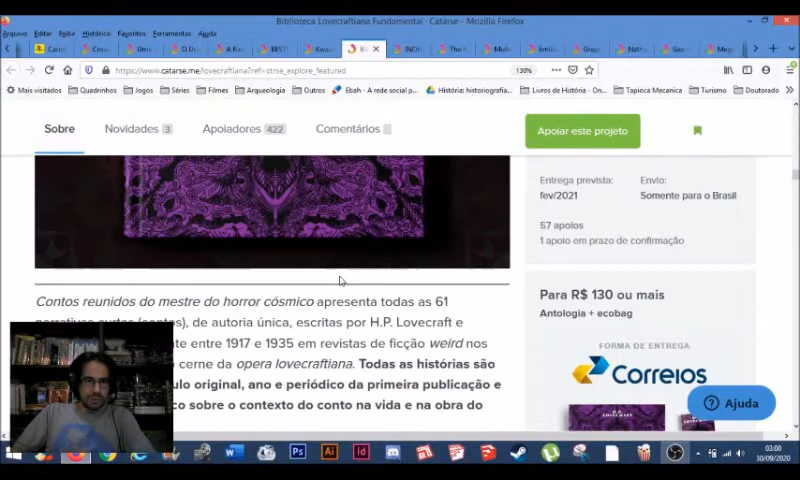 Biblioteca Lovecraftiana Fundamental · Catarse - Mozilla Firefox
Arquivo Editar Exibir Histórico Favoritos Ferramentas Ajuda
https://www.catarse.me/lovecraftiana?ref=ctrse_explore_featured
130%
Mais visitados Quadrinhos Jogos Séries Filmes Arqueologia Outros Ebah - A rede social p... História: historiografia... Livros de História - On... Tapioca Mecanica Turismo Doutorado
Sobre Novidades 3 Apoiadores 422 Comentários
Apoiar este projeto
Entrega prevista: Envio:
fev/2021 Somente para o Brasil
57 apoios
1 apoio em prazo de confirmação
Contos reunidos do mestre do horror cósmico apresenta todas as 61
de autoria única, escritas por H.P. Lovecraft e
te entre 1917 e 1935 em revistas de ficção weird nos
cerne da opera lovecraftiana. Todas as histórias são
ulo original, ano e periódico da primeira publicação e
co sobre o contexto do conto na vida e na obra do
Para R$ 130 ou mais
Antologia + ecobag
FORMA DE ENTREGA
Correios
LOVECRAFT
Ajuda
Ps Ai Id
03:00
30/09/2020